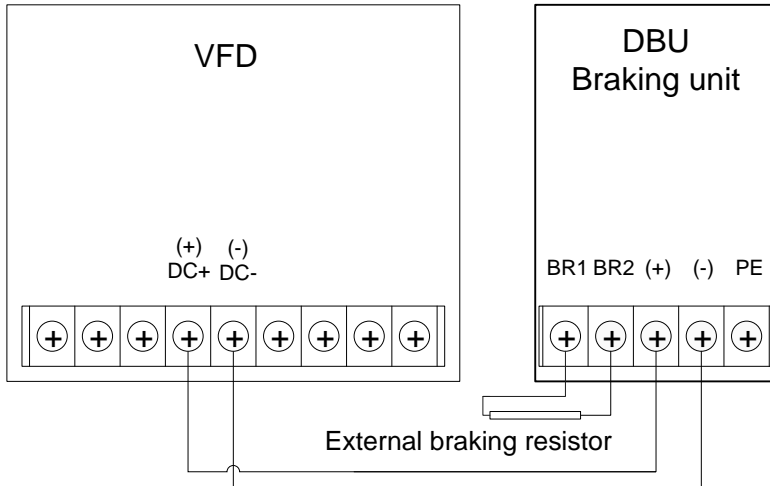 VFD
DBU
Braking unit
(+) (-)
DC+ DC-
BR1 BR2 (+) (-) PE
External braking resistor